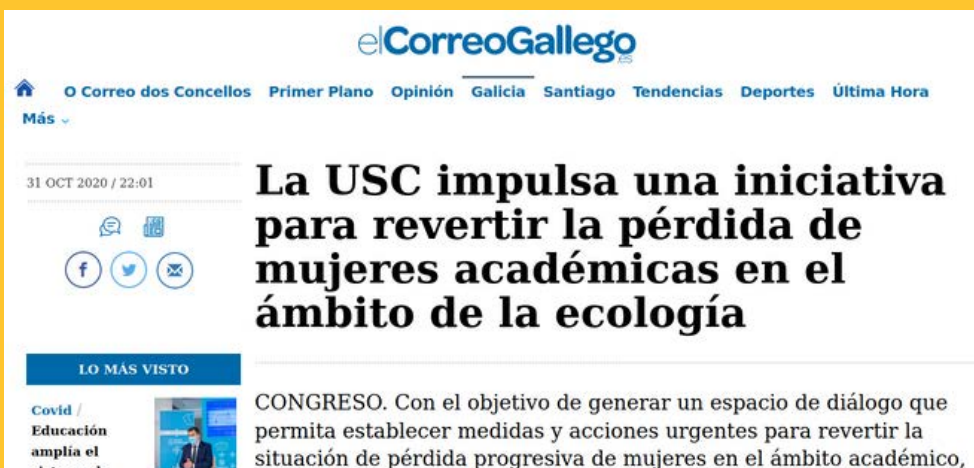 elCorreoGallego
.es
O Correo dos Concellos Primer Plano Opinión Galicia Santiago Tendencias Deportes Última Hora
Más
31 OCT 2020 / 22:01
La USC impulsa una iniciativa
para revertir la pérdida de
mujeres académicas en el
ámbito de la ecología
LO MÁS VISTO
Covid /
Educación
amplía el
CONGRESO. Con el objetivo de generar un espacio de diálogo que
permita establecer medidas y acciones urgentes para revertir la
situación de pérdida progresiva de mujeres en el ámbito académico,